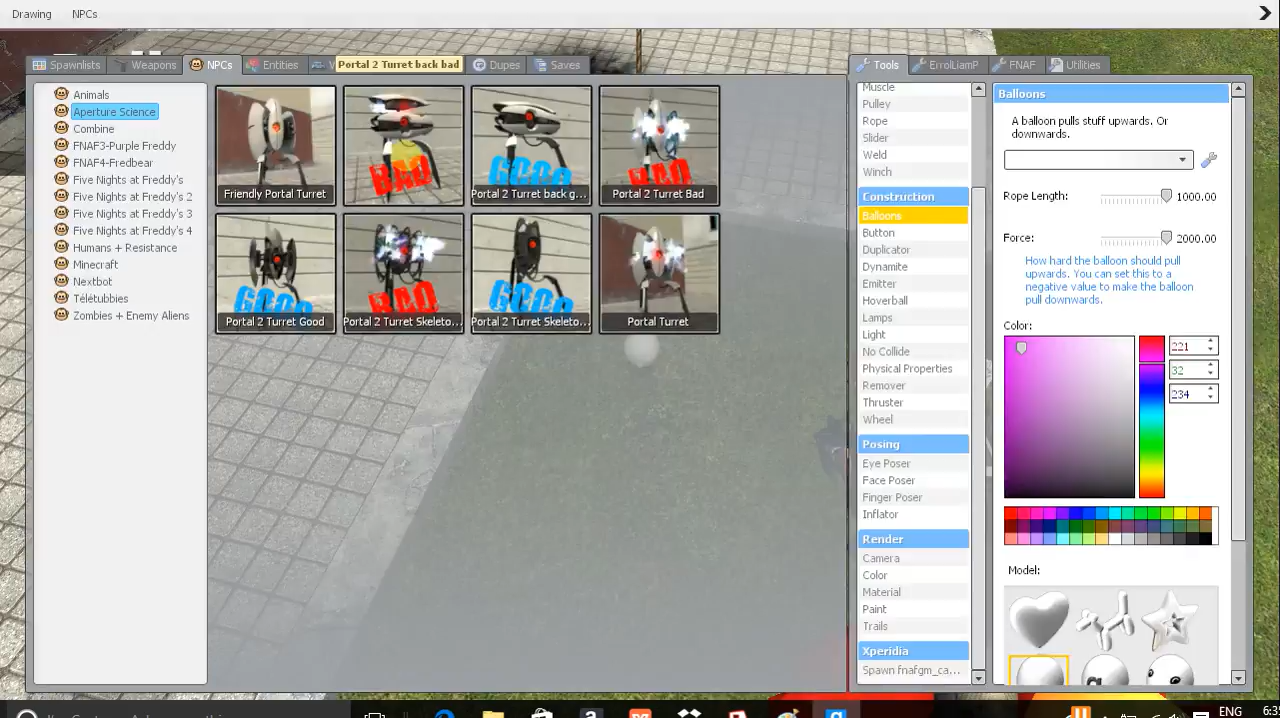 Drawing NPCs
Spawnlists Weapons NPCs Entities V Portal 2 Turret back bad Dupes Saves
Tools ErrolLiamP FNAF Utilities
Animals
Aperture Science
Combine
FNAF3-Purple Freddy
FNAF4-Fredbear
Five Nights at Freddy's
Five Nights at Freddy's 2
Five Nights at Freddy's 3
Five Nights at Freddy's 4
Humans + Resistance
Minecraft
Nextbot
Télétubbies
Zombies + Enemy Aliens
Friendly Portal Turret
BAD
GOOD
Portal 2 Turret back g...
BAD
Portal 2 Turret Bad
GOOD
Portal 2 Turret Good
BAD
Portal 2 Turret Skeleto...
GOOD
Portal 2 Turret Skeleto...
Portal Turret
Muscle
Pulley
Rope
Slider
Weld
Winch
Construction
Balloons
Button
Duplicator
Dynamite
Emitter
Hoverball
Lamps
Light
No Collide
Physical Properties
Remover
Thruster
Wheel
Posing
Eye Poser
Face Poser
Finger Poser
Inflator
Render
Camera
Color
Material
Paint
Trails
Xperidia
Spawn fnafgm_ca...
Balloons
A balloon pulls stuff upwards. Or
downwards.
Rope Length: 1000.00
Force: 2000.00
How hard the balloon should pull
upwards. You can set this to a
negative value to make the balloon
pull downwards.
Color:
221
32
234
Model:
ENG 6:3